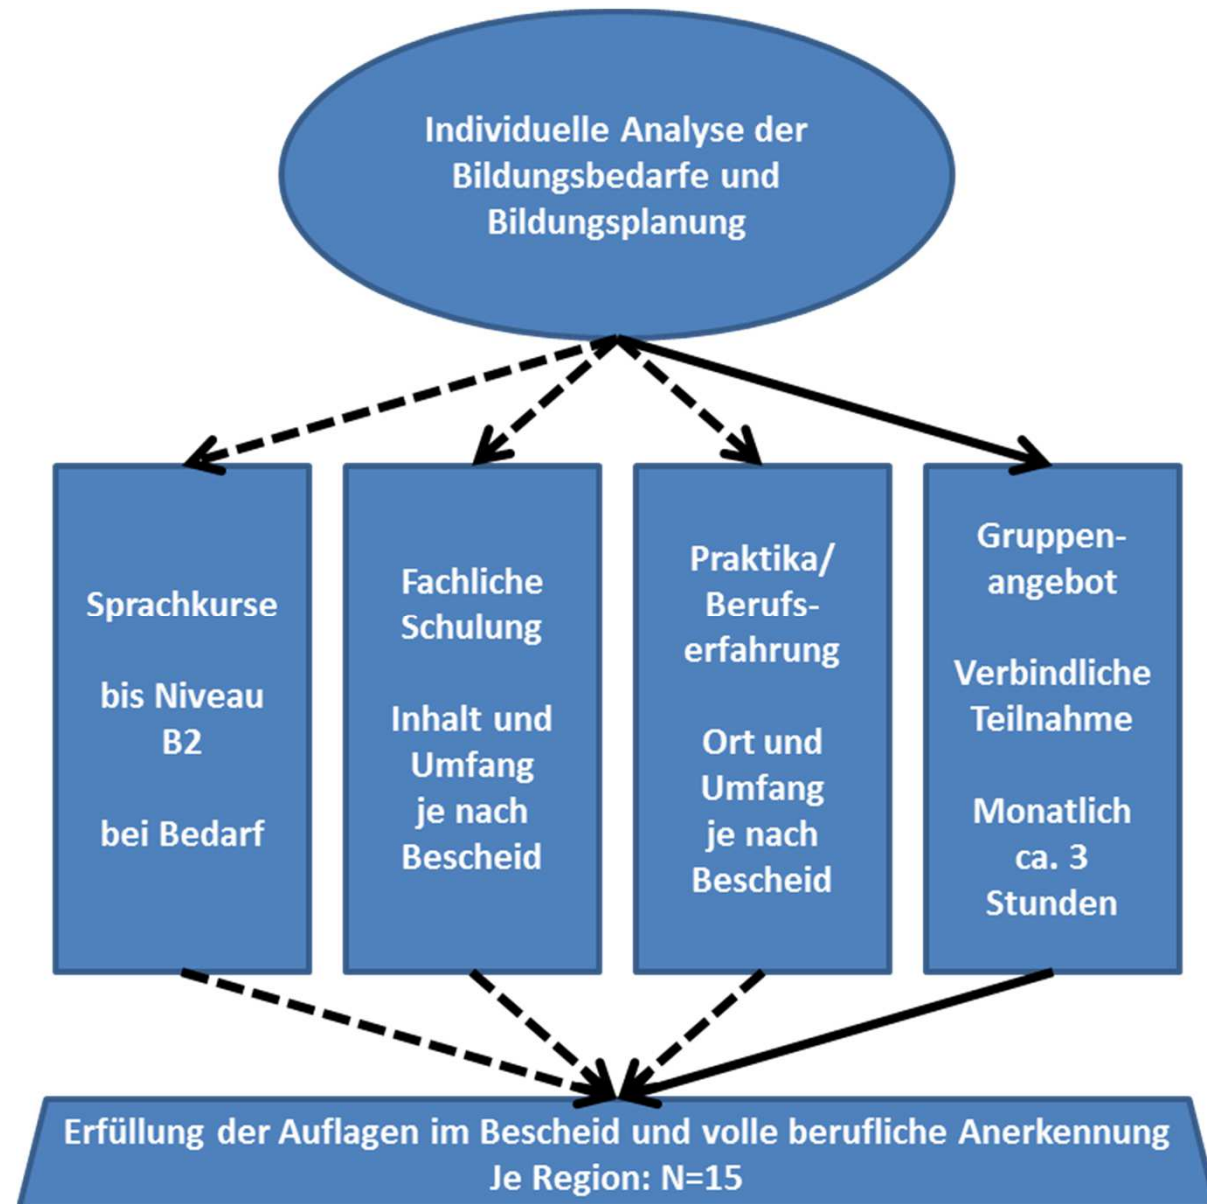 Individuelle Analyse der
Bildungsbedarfe und
Bildungsplanung
Sprachkurse
bis Niveau
B2
bei Bedarf
Fachliche
Schulung
Inhalt und
Umfang
je nach
Bescheid
Praktika/
Berufs-
erfahrung
Ort und
Umfang
je nach
Bescheid
Gruppen-
angebot
Verbindliche
Teilnahme
Monatlich
ca. 3
Stunden
Erfüllung der Auflagen im Bescheid und volle berufliche Anerkennung
Je Region: N=15